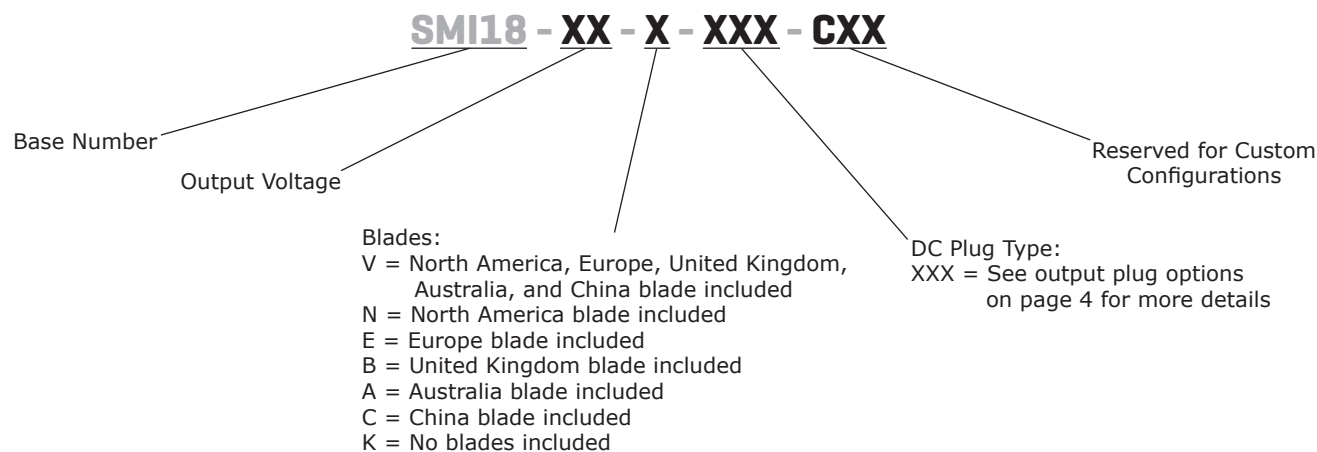 SMI18 - XX - X - XXX - CXX
Base Number
Output Voltage
Blades:
V = North America, Europe, United Kingdom,
Australia, and China blade included
N = North America blade included
E = Europe blade included
B = United Kingdom blade included
A = Australia blade included
C = China blade included
K = No blades included
DC Plug Type:
XXX = See output plug options
on page 4 for more details
Reserved for Custom
Configurations